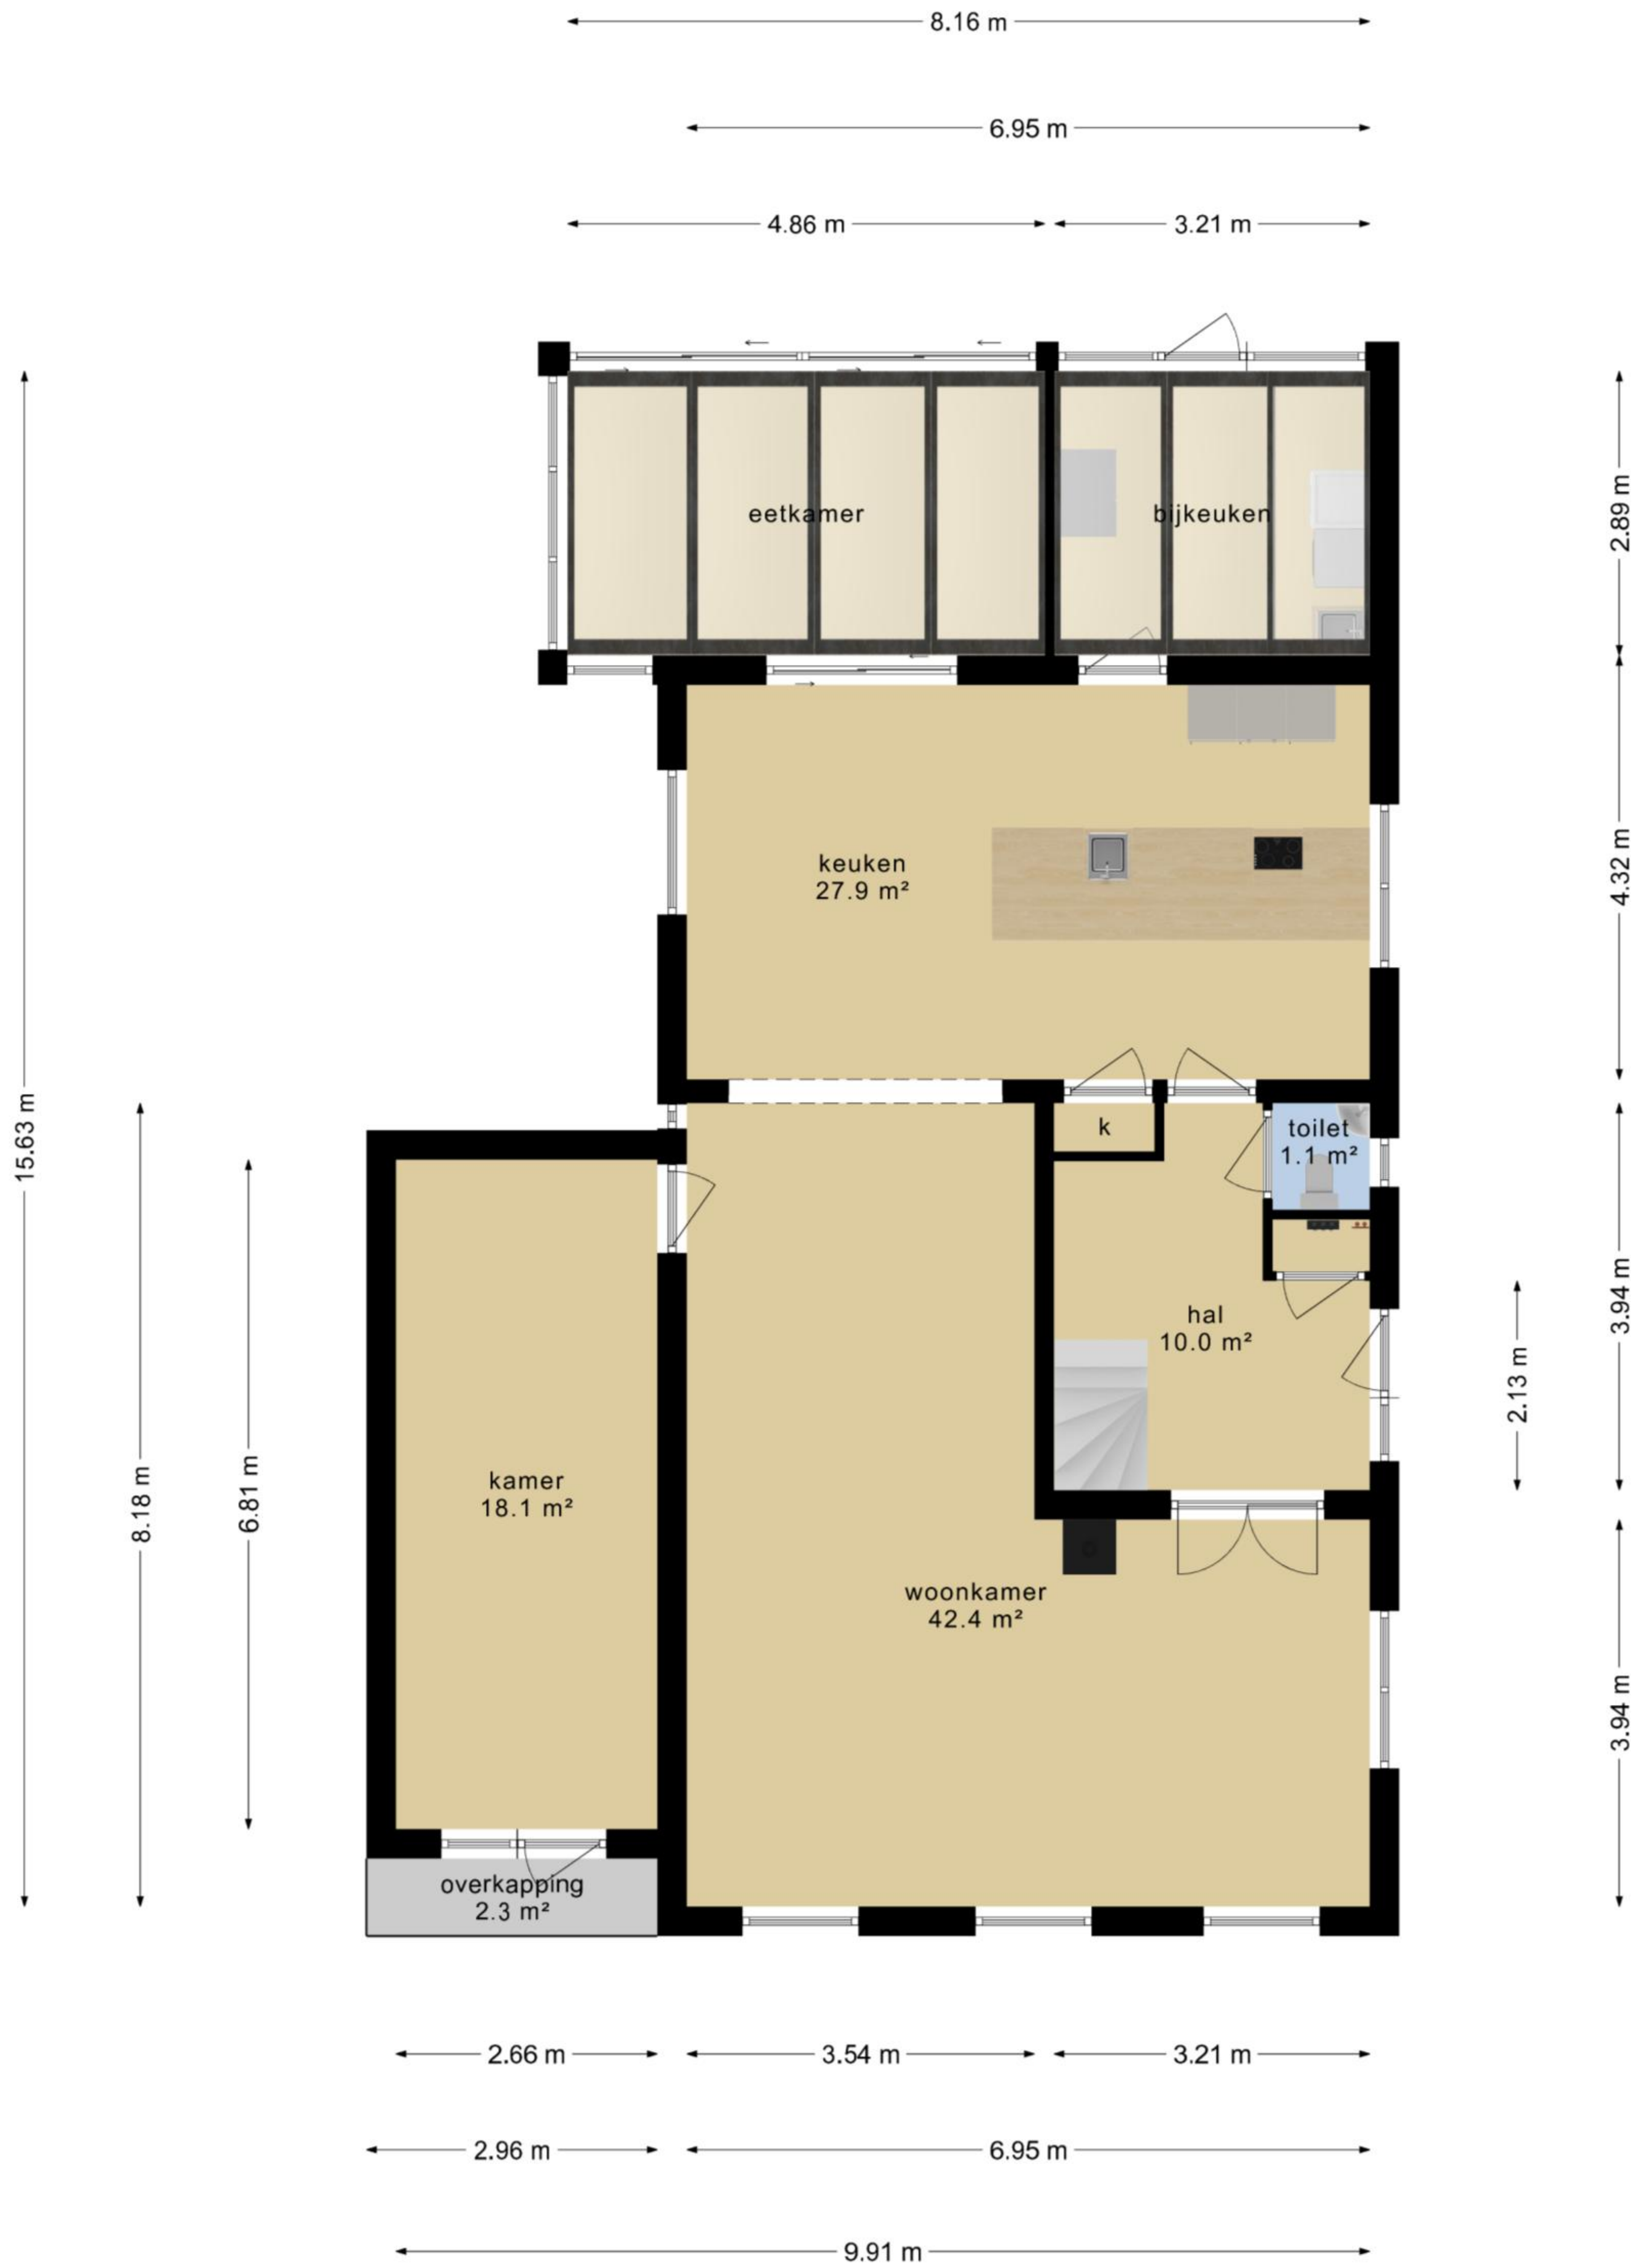 8.16 m
6.95 m
4.86 m
3.21 m
eetkamer
bijkeuken
2.89 m
keuken
27.9 m²
4.32 m
15.63 m
k
toilet
1.1 m²
hal
10.0 m²
3.94 m
2.13 m
8.18 m
6.81 m
kamer
18.1 m²
woonkamer
42.4 m²
3.94 m
overkapping
2.3 m²
2.66 m
3.54 m
3.21 m
2.96 m
6.95 m
9.91 m